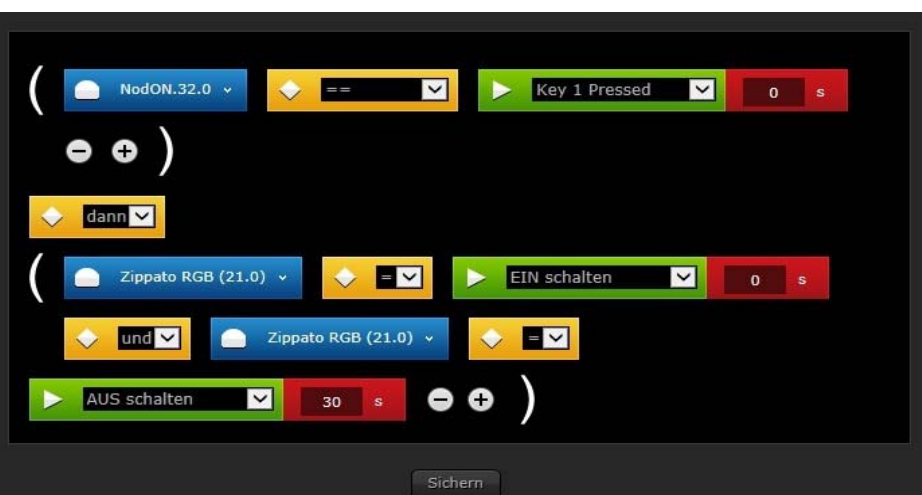 ( NodON.32.0 == Key 1 Pressed 0 s
)
dann
( Zippato RGB (21.0) = EIN schalten 0 s
und Zippato RGB (21.0) =
AUS schalten 30 s )
Sichern